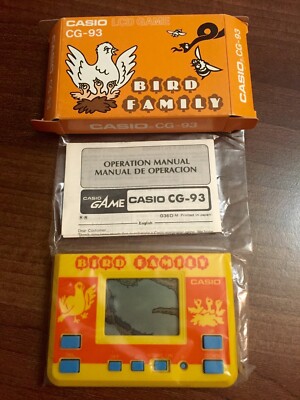 CASIO LCD GAME
CG-93
BIRD
FAMILY
CASIO
CG-93
CASIO CG-93
OPERATION MANUAL
MANUAL DE OPERACION
CASIO
GAME
CASIO CG-93
English
BIRD FAMILY
CASIO